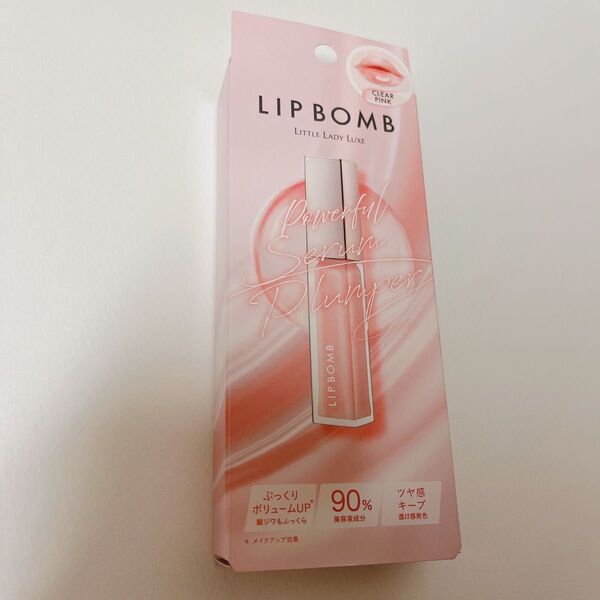 CLEAR
PINK
LIPBOMB
LITTLE LADY LUXE
Powerful
Serum
Plumper
LIPBOMB
ぷっくり
ボリュームUP*
縦ジワもふっくら
90%
美容液成分
ツヤ感
キープ
透け感発色
* メイクアップ効果